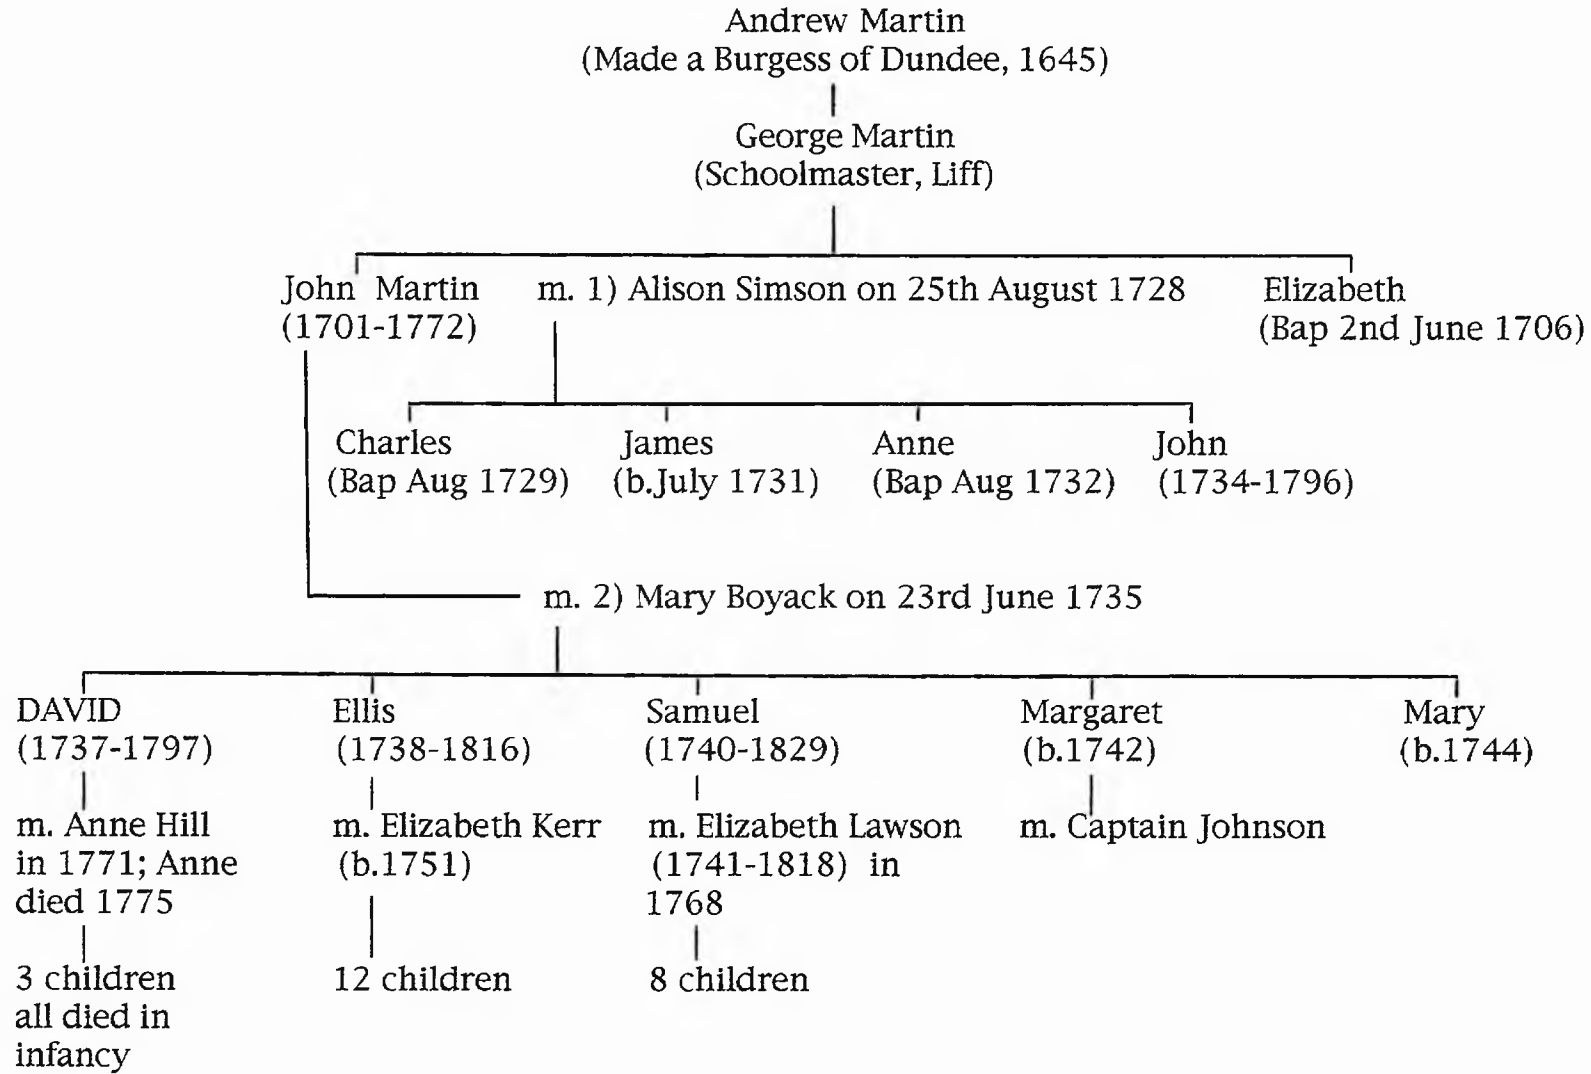 Andrew Martin
(Made a Burgess of Dundee, 1645)
George Martin
(Schoolmaster, Liff)
John Martin m. 1) Alison Simson on 25th August 1728 Elizabeth
(1701-1772) (Bap 2nd June 1706)
Charles James Anne John
(Bap Aug 1729) (b.July 1731) (Bap Aug 1732) (1734-1796)
m. 2) Mary Boyack on 23rd June 1735
DAVID Ellis Samuel Margaret Mary
(1737-1797) (1738-1816) (1740-1829) (b.1742) (b.1744)
m. Anne Hill m. Elizabeth Kerr m. Elizabeth Lawson m. Captain Johnson
in 1771; Anne (b.1751) (1741-1818) in
died 1775 1768
3 children 12 children 8 children
all died in
infancy